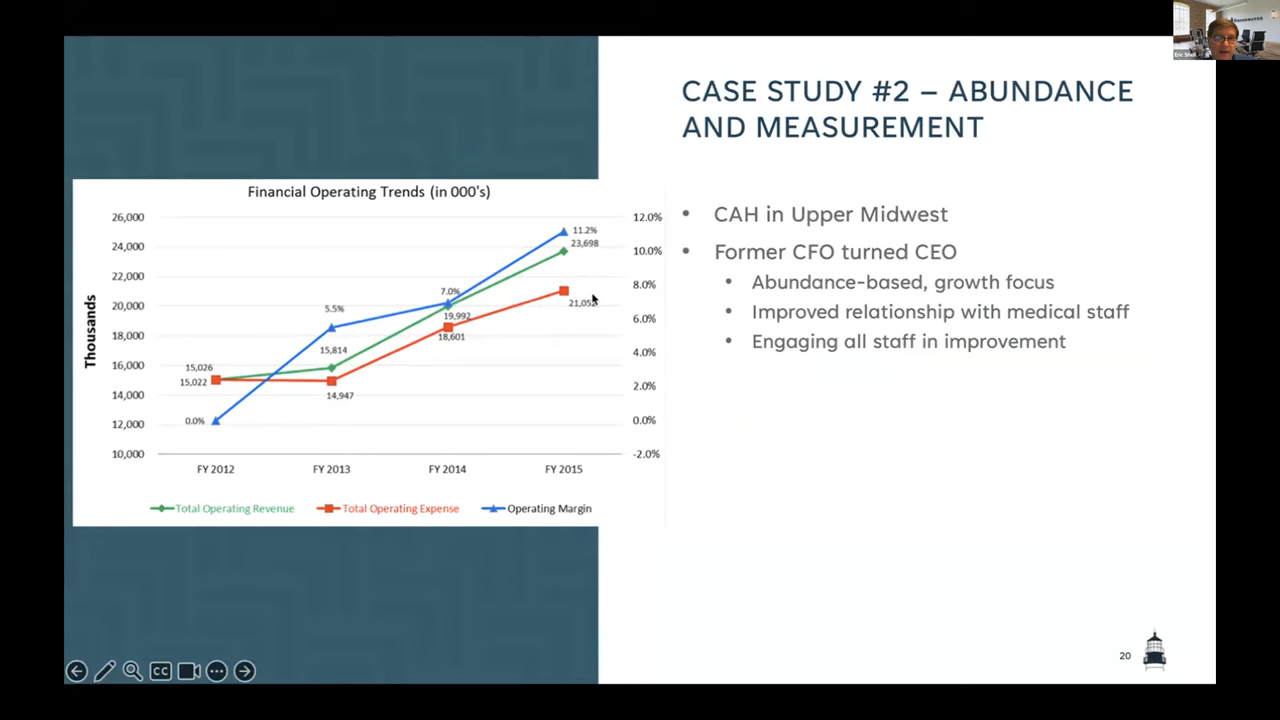 CASE STUDY #2 – ABUNDANCE
AND MEASUREMENT
Financial Operating Trends (in 000's)
Thousands
26,000
24,000
22,000
20,000
18,000
16,000
14,000
12,000
10,000
12.0%
10.0%
8.0%
6.0%
4.0%
2.0%
0.0%
-2.0%
15,026
15,022
0.0%
5.5%
15,814
14,947
7.0%
19,992
18,601
11.2%
23,698
FY 2012
FY 2013
FY 2014
FY 2015
Total Operating Revenue
Total Operating Expense
Operating Margin
• CAH in Upper Midwest
• Former CFO turned CEO
• Abundance-based, growth focus
• Improved relationship with medical staff
• Engaging all staff in improvement
20
CC
Eric Shell